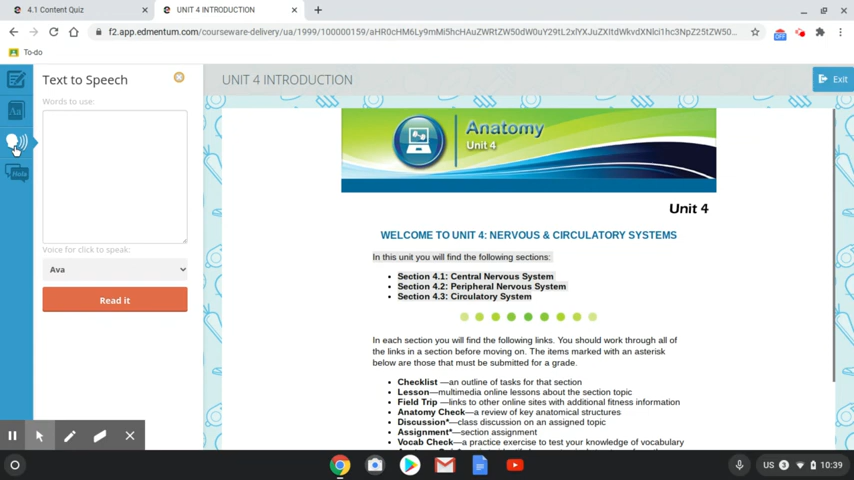 4.1 Content Quiz
UNIT 4 INTRODUCTION
f2.app.edmentum.com/courseware-delivery/ua/1999/100000159/
To-do
Text to Speech
UNIT 4 INTRODUCTION
Exit
Words to use:
Aa
Help
Anatomy
Unit 4
Unit 4
WELCOME TO UNIT 4: NERVOUS & CIRCULATORY SYSTEMS
In this unit you will find the following sections:
Section 4.1: Central Nervous System
Section 4.2: Peripheral Nervous System
Section 4.3: Circulatory System
Voice for click to speak:
Ava
Read it
In each section you will find the following links. You should work through all of
the links in a section before moving on. The items marked with an asterisk
below are those that must be submitted for a grade.
Checklist —an outline of tasks for that section
Lesson—multimedia online lessons about the section topic
Field Trip —links to other online sites with additional fitness information
Anatomy Check—a review of key anatomical structures
Discussion*—class discussion on an assigned topic
Assignment*—section assignment
Vocab Check—a practice exercise to test your knowledge of vocabulary
OFF
US 3 10:39